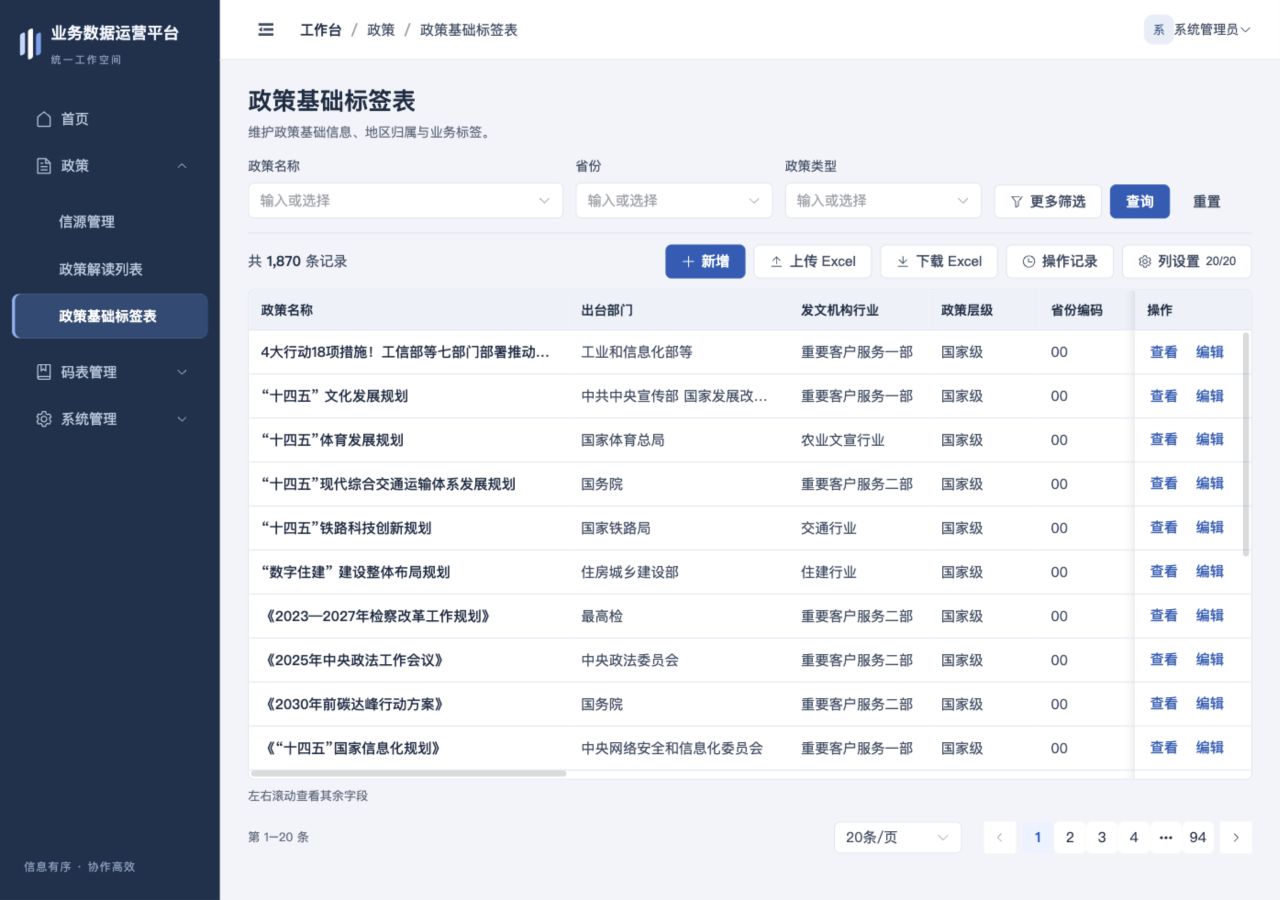 业务数据运营平台
统一工作空间
首页
政策
信源管理
政策解读列表
政策基础标签表
码表管理
系统管理
信息有序 · 协作高效
工作台 / 政策 / 政策基础标签表
系 系统管理员
政策基础标签表
维护政策基础信息、地区归属与业务标签。
政策名称 省份 政策类型
输入或选择 输入或选择 输入或选择 更多筛选 查询 重置
共 1,870 条记录 新增 上传 Excel 下载 Excel 操作记录 列设置 20/20
政策名称 出台部门 发文机构行业 政策层级 省份编码 操作
4大行动18项措施！工信部等七部门部署推动... 工业和信息化部等 重要客户服务一部 国家级 00 查看 编辑
“十四五” 文化发展规划 中共中央宣传部 国家发展改... 重要客户服务一部 国家级 00 查看 编辑
“十四五”体育发展规划 国家体育总局 农业文宣行业 国家级 00 查看 编辑
“十四五”现代综合交通运输体系发展规划 国务院 重要客户服务二部 国家级 00 查看 编辑
“十四五”铁路科技创新规划 国家铁路局 交通行业 国家级 00 查看 编辑
“数字住建” 建设整体布局规划 住房城乡建设部 住建行业 国家级 00 查看 编辑
《2023—2027年检察改革工作规划》 最高检 重要客户服务二部 国家级 00 查看 编辑
《2025年中央政法工作会议》 中央政法委员会 重要客户服务二部 国家级 00 查看 编辑
《2030年前碳达峰行动方案》 国务院 重要客户服务二部 国家级 00 查看 编辑
《“十四五”国家信息化规划》 中央网络安全和信息化委员会 重要客户服务一部 国家级 00 查看 编辑
左右滚动查看其余字段
第 1—20 条 20条/页 1 2 3 4 ••• 94